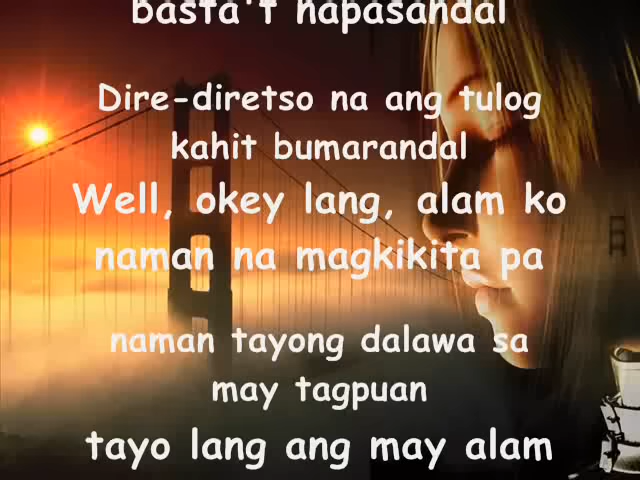 basta't napasandal
Dire-diretso na ang tulog
kahit bumarandal
Well, okey lang, alam ko
naman na magkikita pa
naman tayong dalawa sa
may tagpuan
tayo lang ang may alam